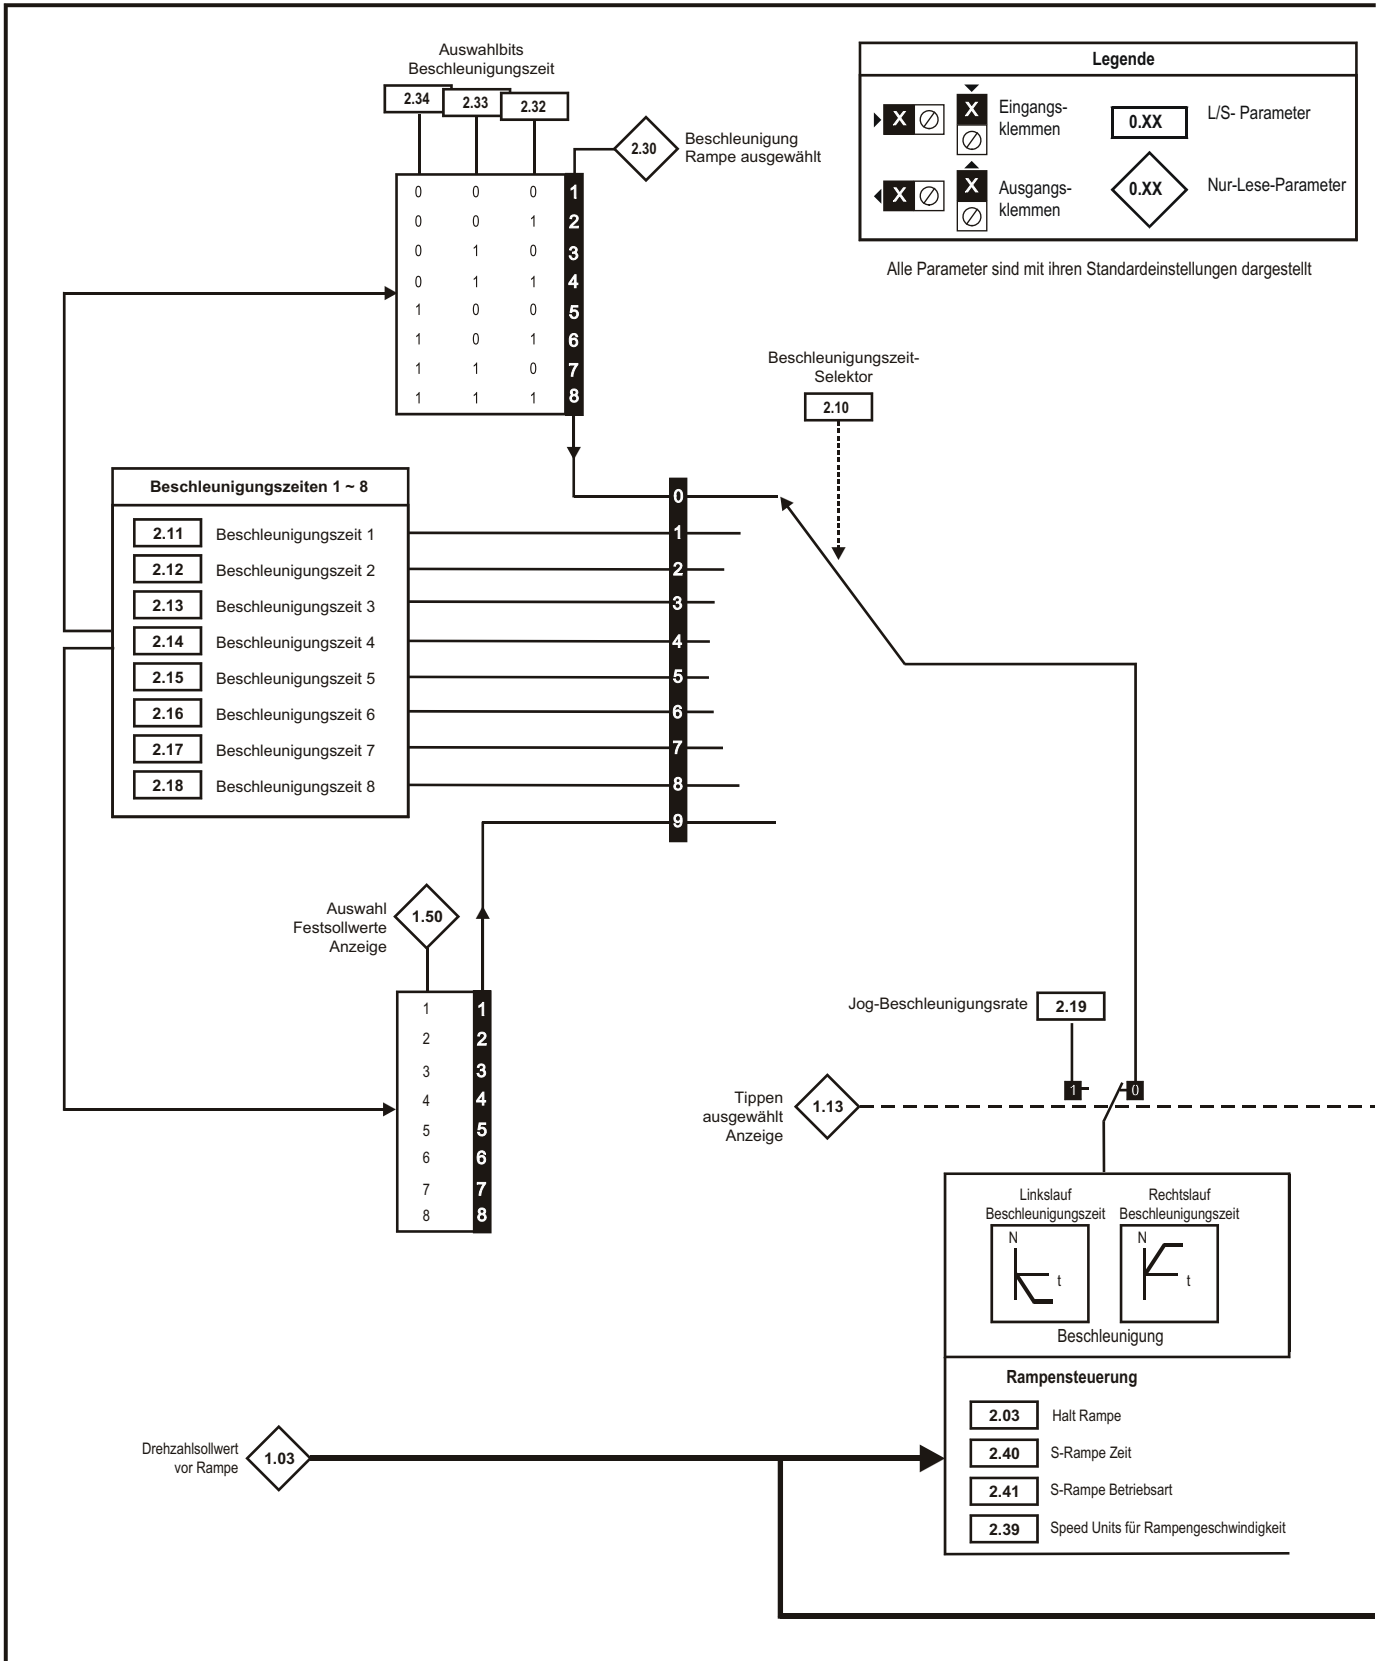 Auswahlbits
Beschleunigungszeit
2.34 2.33 2.32
2.30
Beschleunigung
Rampe ausgewählt
0 0 0 1
0 0 1 2
0 1 0 3
0 1 1 4
1 0 0 5
1 0 1 6
1 1 0 7
1 1 1 8
Legende
X
X
Eingangs-
klemmen
0.XX
L/S- Parameter
X
X
Ausgangs-
klemmen
0.XX
Nur-Lese-Parameter
Alle Parameter sind mit ihren Standardeinstellungen dargestellt
Beschleunigungszeit-
Selektor
2.10
Beschleunigungszeiten 1 ~ 8
2.11 Beschleunigungszeit 1
2.12 Beschleunigungszeit 2
2.13 Beschleunigungszeit 3
2.14 Beschleunigungszeit 4
2.15 Beschleunigungszeit 5
2.16 Beschleunigungszeit 6
2.17 Beschleunigungszeit 7
2.18 Beschleunigungszeit 8
0
1
2
3
4
5
6
7
8
9
Auswahl
Festsollwerte
Anzeige
1.50
1 1
2 2
3 3
4 4
5 5
6 6
7 7
8 8
Jog-Beschleunigungsrate
2.19
1 0
Tippen
ausgewählt
Anzeige
1.13
Linkslauf
Beschleunigungszeit
N
t
Rechtslauf
Beschleunigungszeit
N
t
Beschleunigung
Rampensteuerung
2.03 Halt Rampe
2.40 S-Rampe Zeit
2.41 S-Rampe Betriebsart
2.39 Speed Units für Rampengeschwindigkeit
Drehzahlsollwert
vor Rampe
1.03